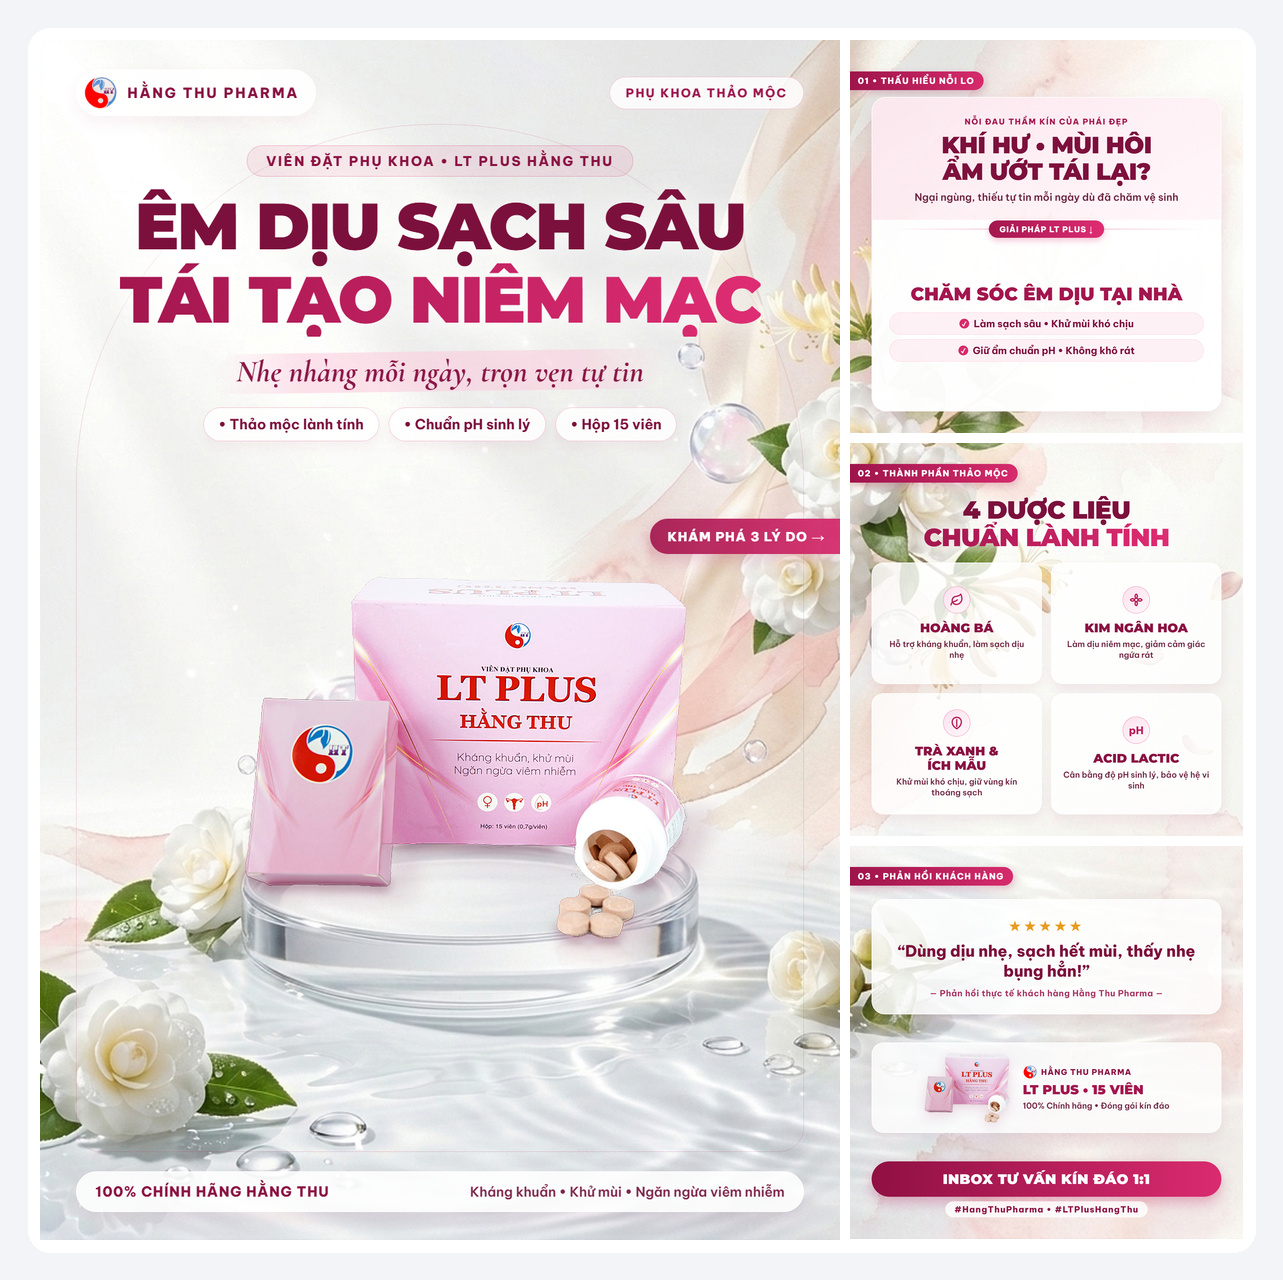 HẰNG THU PHARMA
PHỤ KHOA THẢO MỘC
VIÊN ĐẶT PHỤ KHOA • LT PLUS HẰNG THU
ÊM DỊU SẠCH SÂU
TÁI TẠO NIÊM MẠC
Nhẹ nhàng mỗi ngày, trọn vẹn tự tin
• Thảo mộc lành tính
• Chuẩn pH sinh lý
• Hộp 15 viên
KHÁM PHÁ 3 LÝ DO →
LT PLUS
VIÊN ĐẶT PHỤ KHOA
LT PLUS
HẰNG THU
Kháng khuẩn, khử mùi
Ngăn ngừa viêm nhiễm
pH
Hộp: 15 viên (0,7g/viên)
LT PLUS
100% CHÍNH HÃNG HẰNG THU
Kháng khuẩn • Khử mùi • Ngăn ngừa viêm nhiễm
01 • THẤU HIỂU NỖI LO
NỖI ĐAU THẦM KÍN CỦA PHÁI ĐẸP
KHÍ HƯ • MÙI HÔI
ẨM ƯỚT TÁI LẠI?
Ngại ngùng, thiếu tự tin mỗi ngày dù đã chăm vệ sinh
GIẢI PHÁP LT PLUS ↓
CHĂM SÓC ÊM DỊU TẠI NHÀ
Làm sạch sâu • Khử mùi khó chịu
Giữ ẩm chuẩn pH • Không khô rát
02 • THÀNH PHẦN THẢO MỘC
4 DƯỢC LIỆU
CHUẨN LÀNH TÍNH
HOÀNG BÁ
Hỗ trợ kháng khuẩn, làm sạch dịu
nhẹ
KIM NGÂN HOA
Làm dịu niêm mạc, giảm cảm giác
ngứa rát
TRÀ XANH &
ÍCH MẪU
Khử mùi khó chịu, giữ vùng kín
thoáng sạch
pH
ACID LACTIC
Cân bằng độ pH sinh lý, bảo vệ hệ vi
sinh
03 • PHẢN HỒI KHÁCH HÀNG
“Dùng dịu nhẹ, sạch hết mùi, thấy nhẹ
bụng hẳn!”
— Phản hồi thực tế khách hàng Hằng Thu Pharma —
LT PLUS
HẰNG THU
HẰNG THU PHARMA
LT PLUS • 15 VIÊN
100% Chính hãng • Đóng gói kín đáo
INBOX TƯ VẤN KÍN ĐÁO 1:1
#HangThuPharma • #LTPlusHangThu